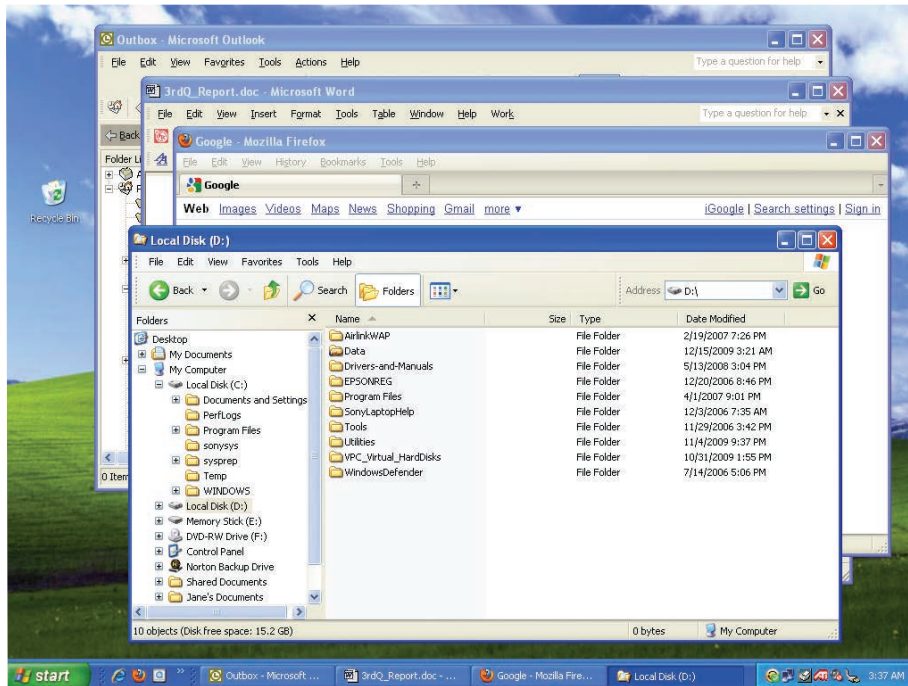 Outbox - Microsoft Outlook
File Edit View Favorites Tools Actions Help Type a question for help
3rdQ_Report.doc - Microsoft Word
File Edit View Insert Format Tools Table Window Help Work Type a question for help
Back
Google - Mozilla Firefox
Folder Li
File Edit View History Bookmarks Tools Help
Google
Web Images Videos Maps News Shopping Gmail more iGoogle | Search settings | Sign in
Recycle Bin
Local Disk (D:)
File Edit View Favorites Tools Help
Back Search Folders Address D:\ Go
Folders Name Size Type Date Modified
Desktop
My Documents
My Computer
Local Disk (C:)
Documents and Settings
PerfLogs
Program Files
sonysys
sysprep
Temp
WINDOWS
Local Disk (D:)
Memory Stick (E:)
DVD-RW Drive (F:)
Control Panel
Norton Backup Drive
Shared Documents
Jane's Documents
AirlinkWAP File Folder 2/19/2007 7:26 PM
Data File Folder 12/15/2009 3:21 AM
Drivers-and-Manuals File Folder 5/13/2008 3:04 PM
EPSONREG File Folder 12/20/2006 8:46 PM
Program Files File Folder 4/1/2007 9:01 PM
SonyLaptopHelp File Folder 12/3/2006 7:35 AM
Tools File Folder 11/29/2006 3:42 PM
Utilities File Folder 11/4/2009 9:37 PM
VPC_Virtual_HardDisks File Folder 10/31/2009 1:55 PM
WindowsDefender File Folder 7/14/2006 5:06 PM
0 Item
10 objects (Disk free space: 15.2 GB) 0 bytes My Computer
start Outbox - Microsoft ... 3rdQ_Report.doc - ... Google - Mozilla Fire... Local Disk (D:) 3:37 AM